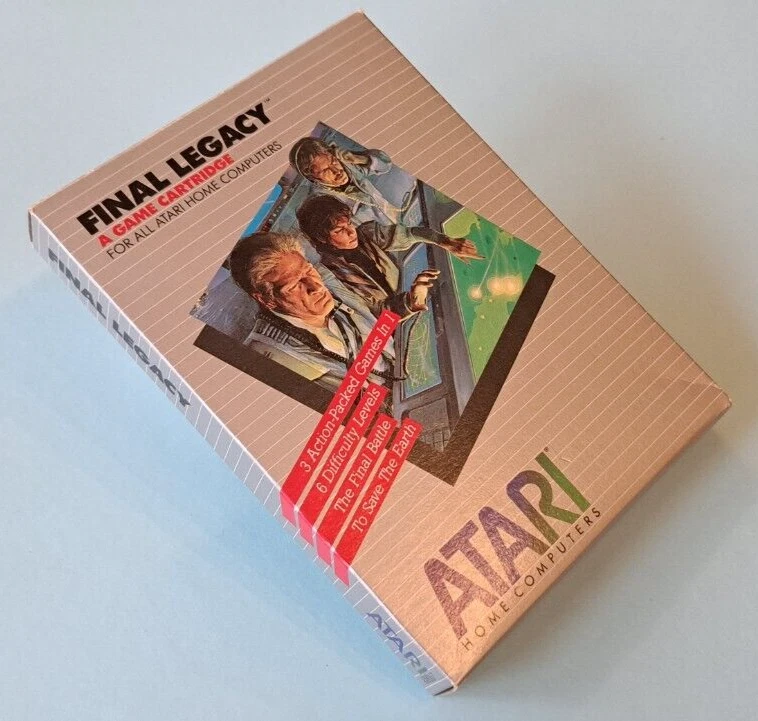 FINAL LEGACY™
A GAME CARTRIDGE
FOR ALL ATARI HOME COMPUTERS
3 Action-Packed Games In 1
6 Difficulty Levels
The Final Battle
To Save The Earth
ATARI
HOME COMPUTERS
FINAL LEGACY
ATARI